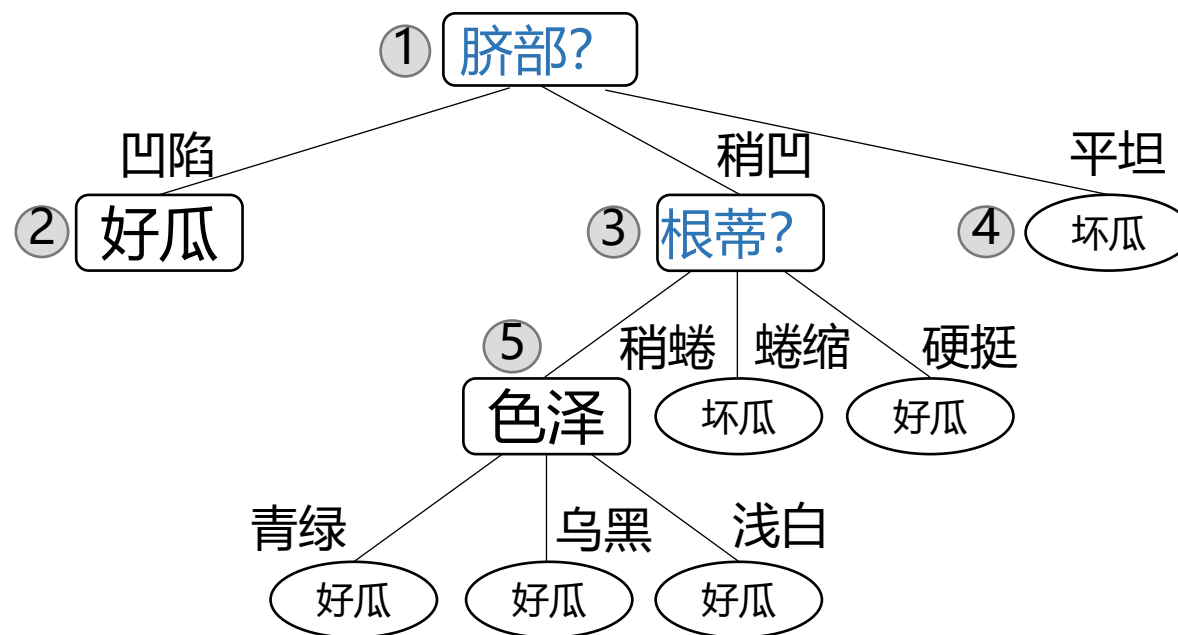 1
脐部?
凹陷
稍凹
平坦
2
好瓜
3
根蒂?
4
坏瓜
5
稍蜷
蜷缩
硬挺
色泽
坏瓜
好瓜
青绿
乌黑
浅白
好瓜
好瓜
好瓜